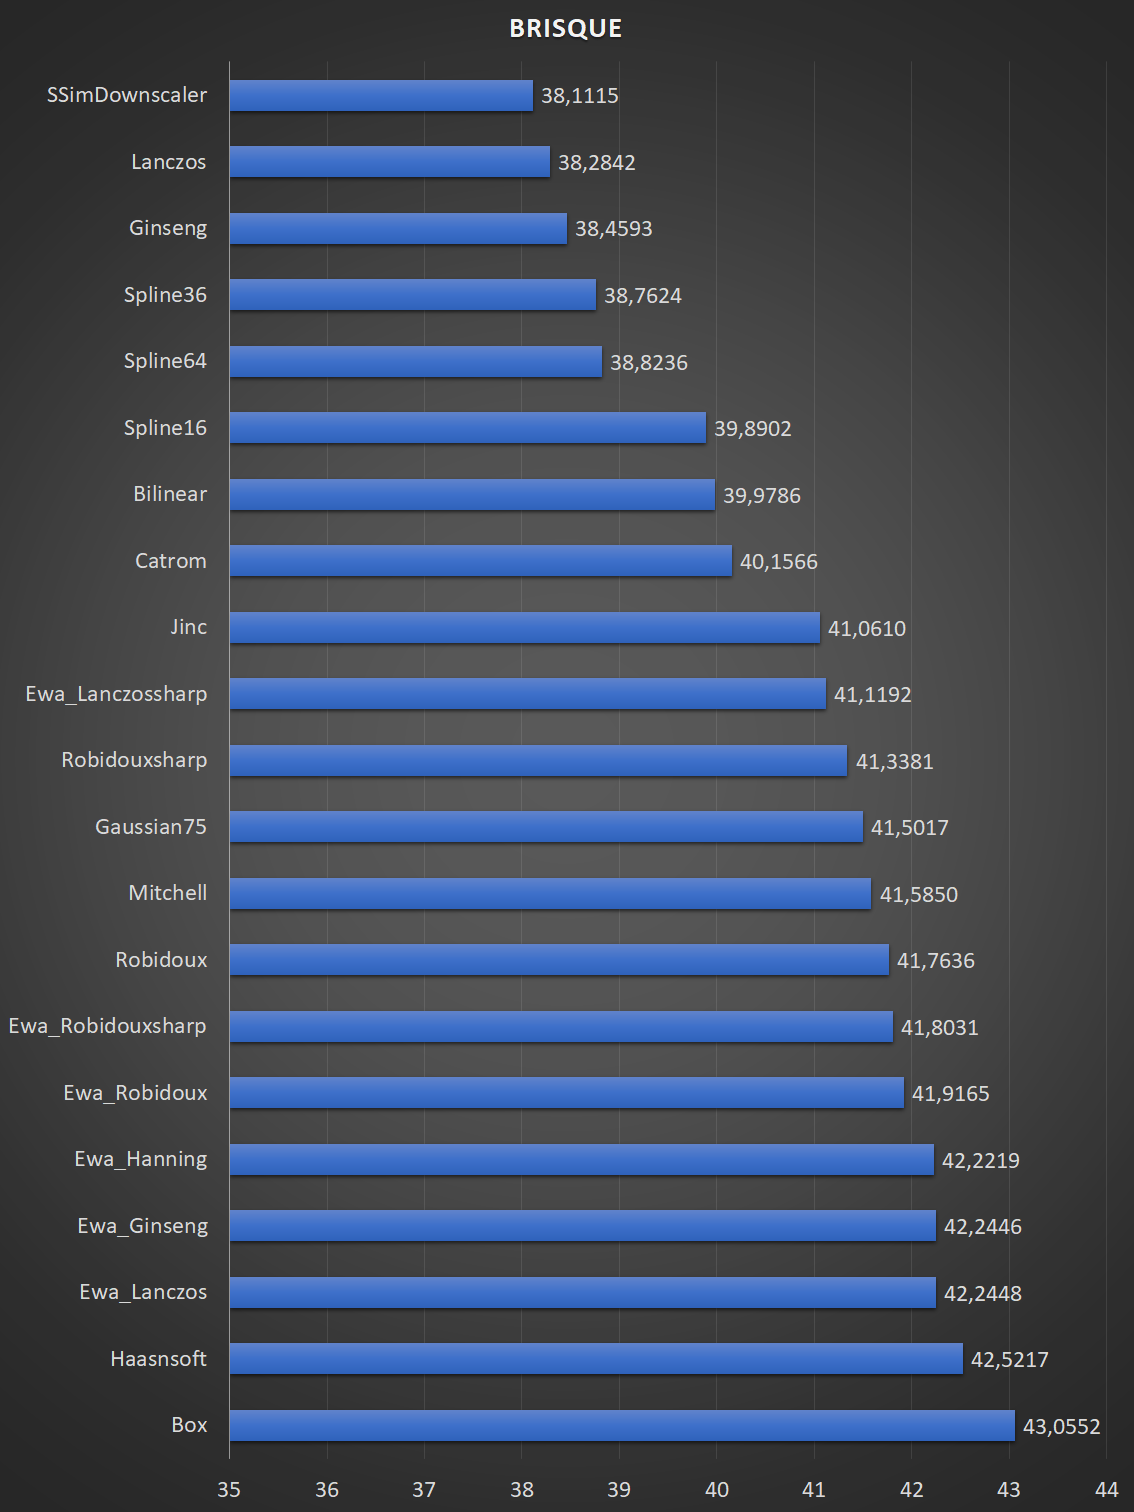 BRISQUE
SSimDownscaler 38,1115
Lanczos 38,2842
Ginseng 38,4593
Spline36 38,7624
Spline64 38,8236
Spline16 39,8902
Bilinear 39,9786
Catrom 40,1566
Jinc 41,0610
Ewa_Lanczossharp 41,1192
Robidouxsharp 41,3381
Gaussian75 41,5017
Mitchell 41,5850
Robidoux 41,7636
Ewa_Robidouxsharp 41,8031
Ewa_Robidoux 41,9165
Ewa_Hanning 42,2219
Ewa_Ginseng 42,2446
Ewa_Lanczos 42,2448
Haasnsoft 42,5217
Box 43,0552
35 36 37 38 39 40 41 42 43 44